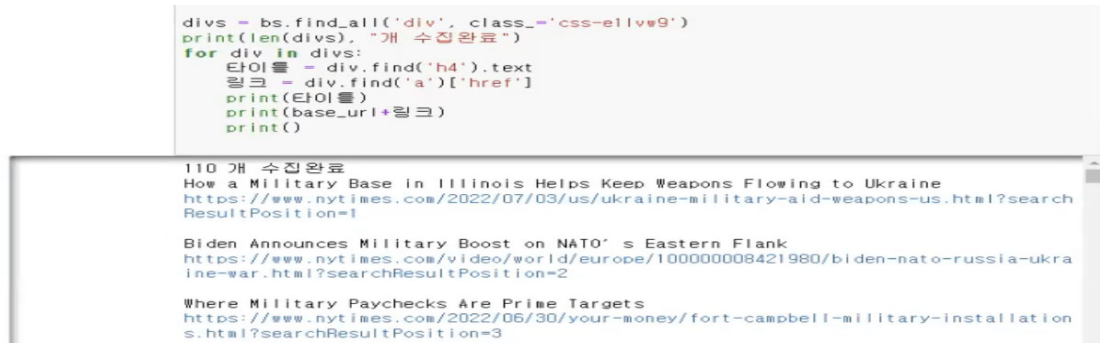 divs = bs.find_all('div', class_='css-e1lvw9')
print(len(divs), "개 수집완료")
for div in divs:
    타이틀 = div.find('h4').text
    링크 = div.find('a')['href']
    print(타이틀)
    print(base_url+링크)
    print()
110 개 수집완료
How a Military Base in Illinois Helps Keep Weapons Flowing to Ukraine
https://www.nytimes.com/2022/07/03/us/ukraine-military-aid-weapons-us.html?search
ResultPosition=1
Biden Announces Military Boost on NATO's Eastern Flank
https://www.nytimes.com/video/world/europe/100000008421980/biden-nato-russia-ukra
ine-war.html?searchResultPosition=2
Where Military Paychecks Are Prime Targets
https://www.nytimes.com/2022/06/30/your-money/fort-campbell-military-installation
s.html?searchResultPosition=3